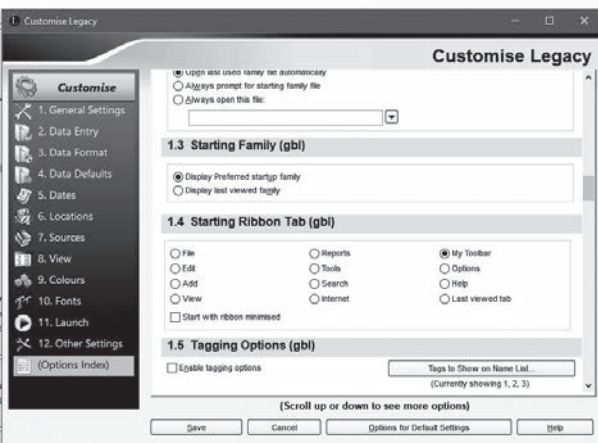 Customise Legacy
Customise Legacy
Customise
1. General Settings
2. Data Entry
3. Data Format
4. Data Defaults
5. Dates
6. Locations
7. Sources
8. View
9. Colours
10. Fonts
11. Launch
12. Other Settings
(Options Index)
Open last used family file automatically
Always prompt for starting family file
Always open this file:
1.3 Starting Family (gbl)
Display Preferred startup family
Display last viewed family
1.4 Starting Ribbon Tab (gbl)
File Reports My Toolbar
Edit Tools Options
Add Search Help
View Internet Last viewed tab
Start with ribbon minimised
1.5 Tagging Options (gbl)
Enable tagging options Tags to Show on Name List...
(Currently showing 1, 2, 3)
(Scroll up or down to see more options)
Save Cancel Options for Default Settings Help